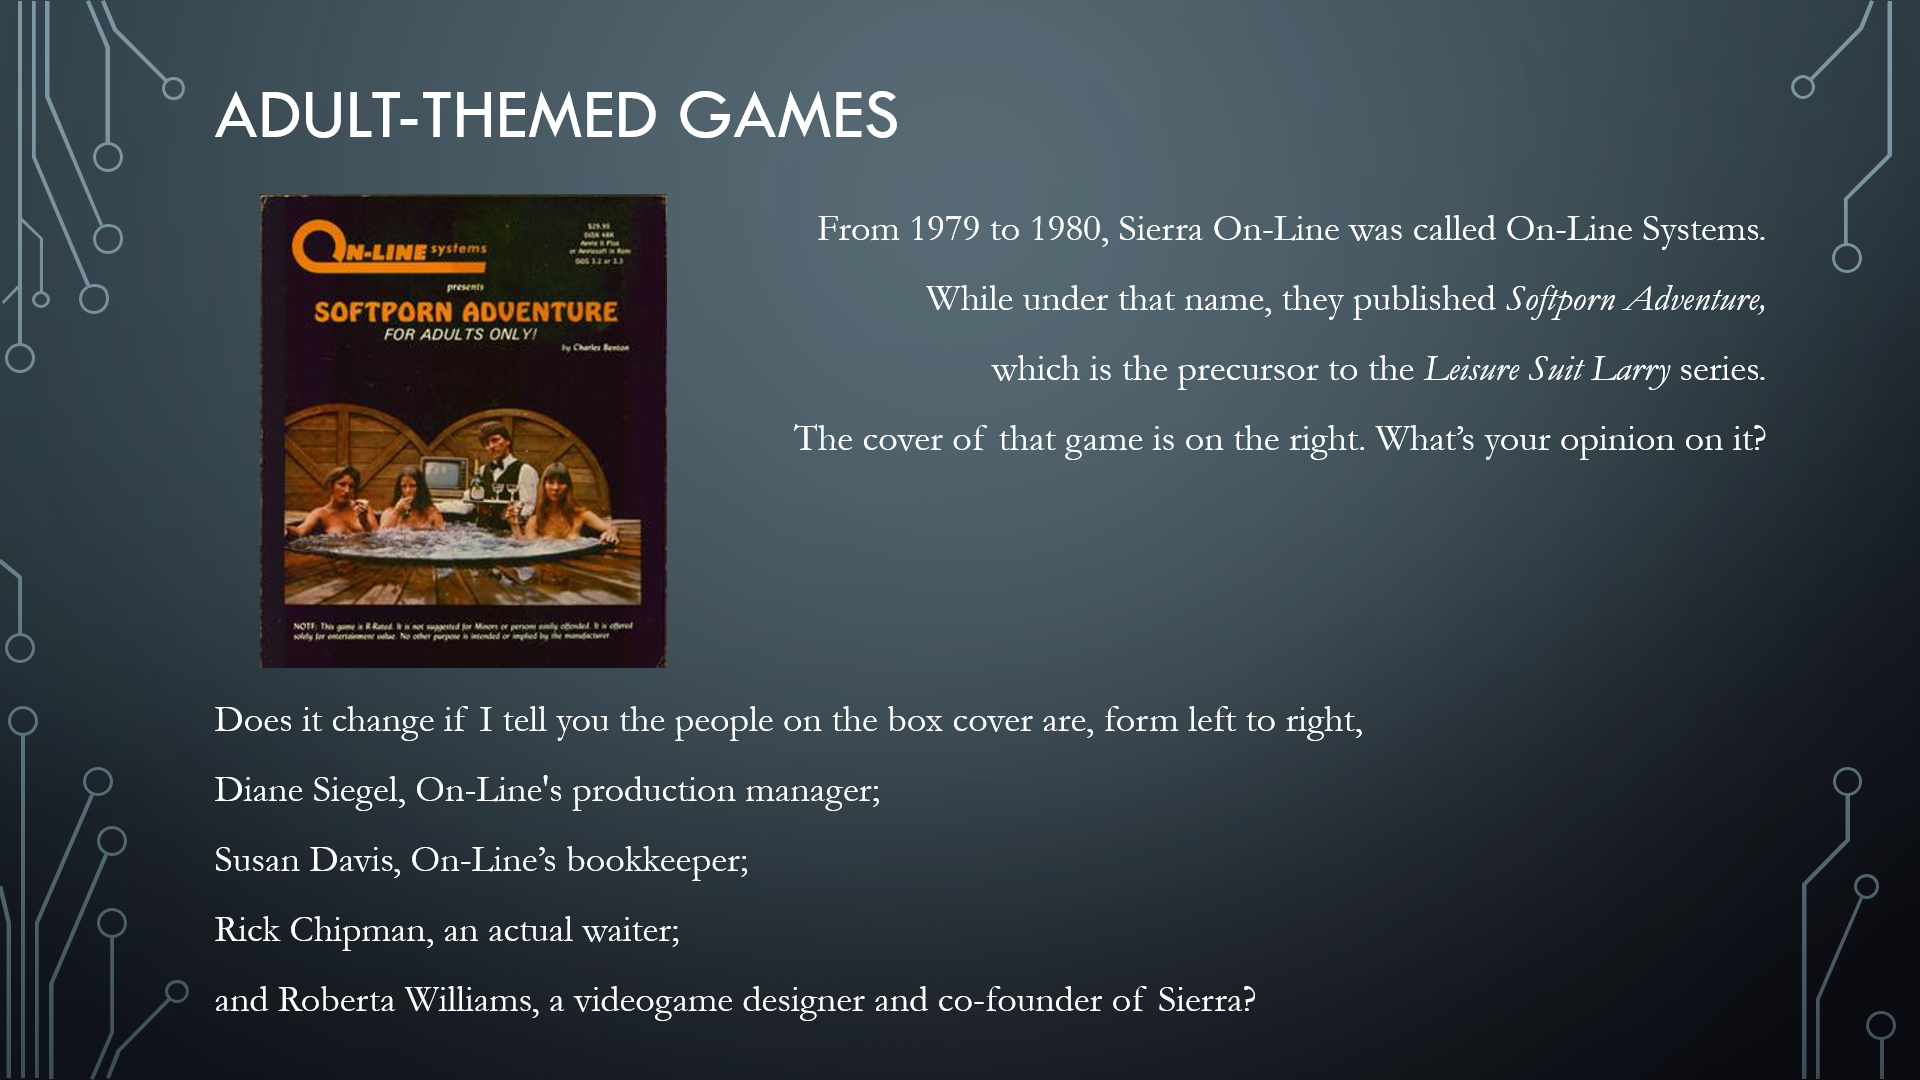 ADULT-THEMED GAMES
ON-LINE systems
$29.95
DISK 48K
Apple II Plus
or Applesoft in Rom
DOS 3.2 or 3.3
presents
SOFTPORN ADVENTURE
FOR ADULTS ONLY!
by Charles Benton
NOTE: This game is R-Rated. It is not suggested for Minors or persons easily offended. It is offered
solely for entertainment value. No other purpose is intended or implied by the manufacturer.
From 1979 to 1980, Sierra On-Line was called On-Line Systems.
While under that name, they published Softporn Adventure,
which is the precursor to the Leisure Suit Larry series.
The cover of that game is on the right. What’s your opinion on it?
Does it change if I tell you the people on the box cover are, form left to right,
Diane Siegel, On-Line's production manager;
Susan Davis, On-Line’s bookkeeper;
Rick Chipman, an actual waiter;
and Roberta Williams, a videogame designer and co-founder of Sierra?